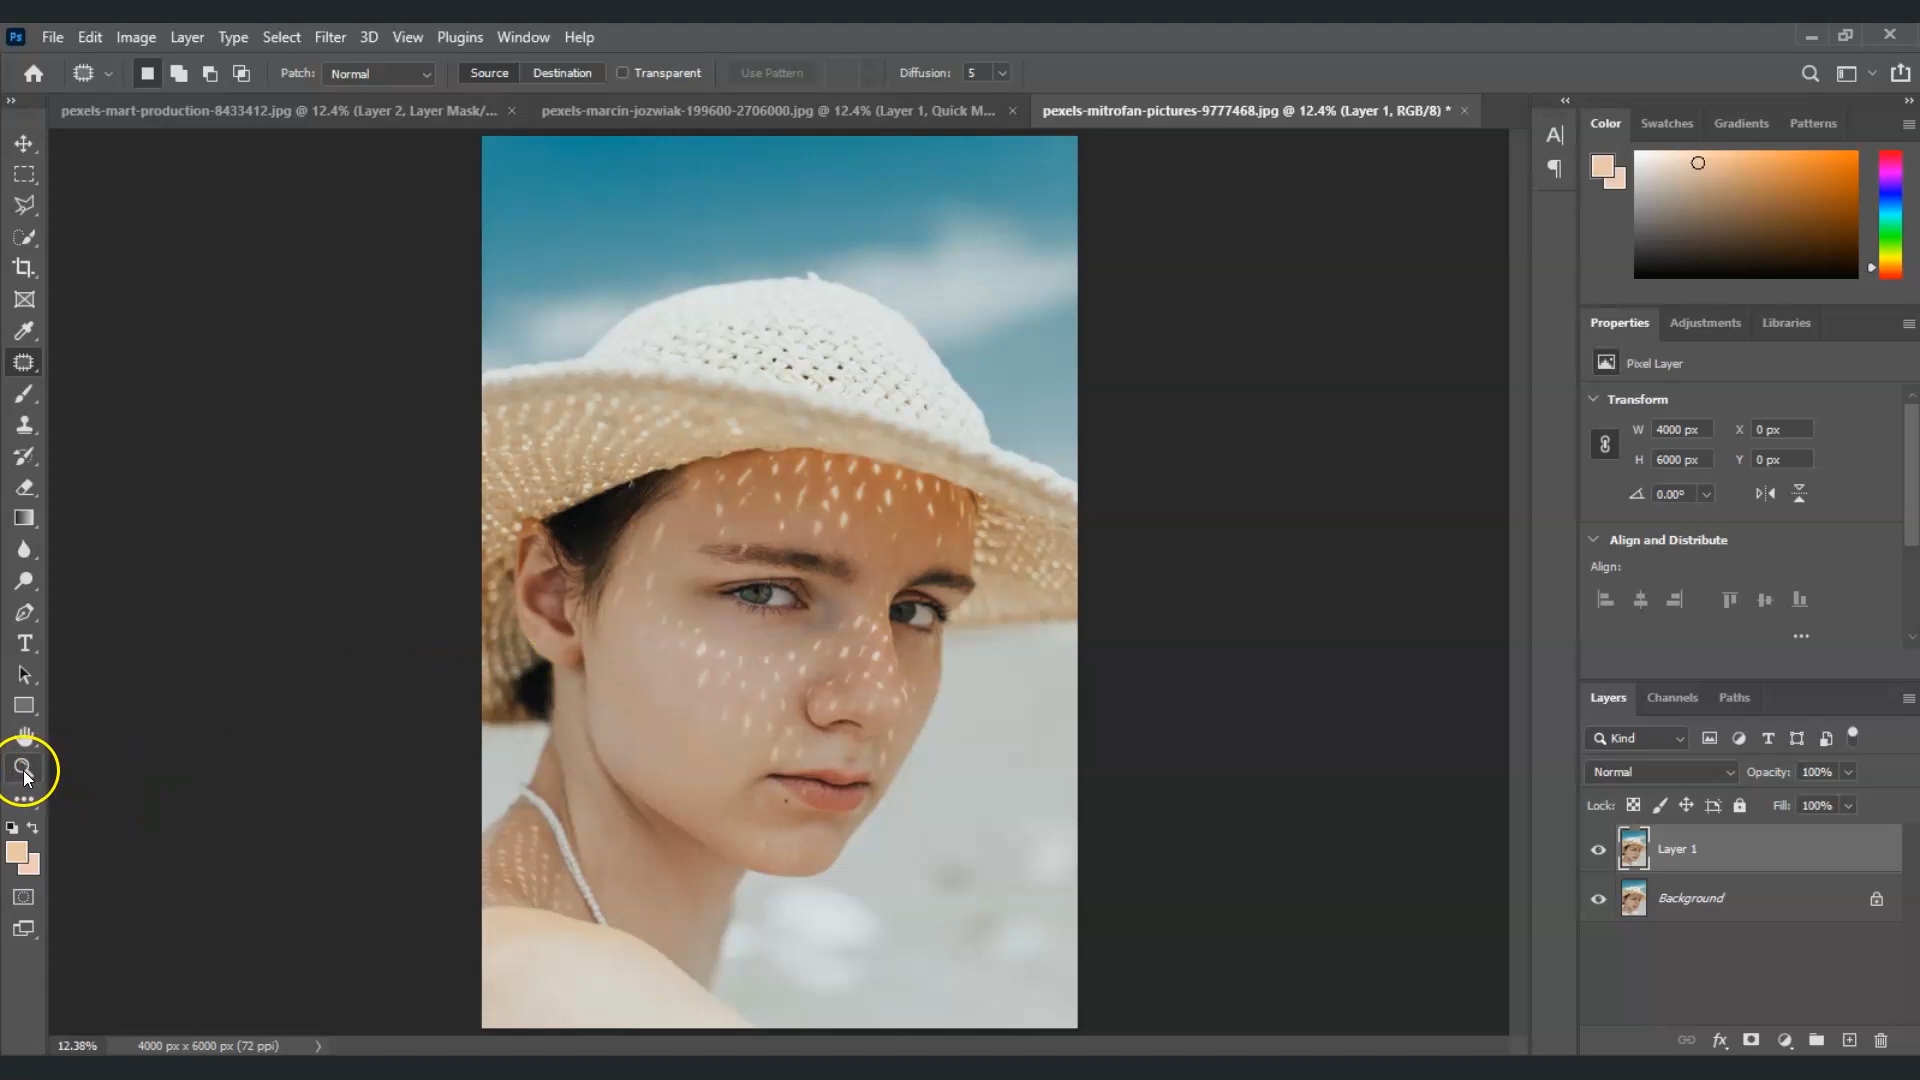 Ps File Edit Image Layer Type Select Filter 3D View Plugins Window Help
Patch: Normal Source Destination Transparent Use Pattern Diffusion: 5
pexels-mart-production-8433412.jpg @ 12.4% (Layer 2, Layer Mask/... × pexels-marcin-jozwiak-199600-2706000.jpg @ 12.4% (Layer 1, Quick M... × pexels-mitrofan-pictures-9777468.jpg @ 12.4% (Layer 1, RGB/8) * ×
Color Swatches Gradients Patterns
Properties Adjustments Libraries
Pixel Layer
Transform
W 4000 px X 0 px
H 6000 px Y 0 px
0.00°
Align and Distribute
Align:
Layers Channels Paths
Kind
Normal Opacity: 100%
Lock: Fill: 100%
Layer 1
Background
fx
12.38% 4000 px x 6000 px (72 ppi)